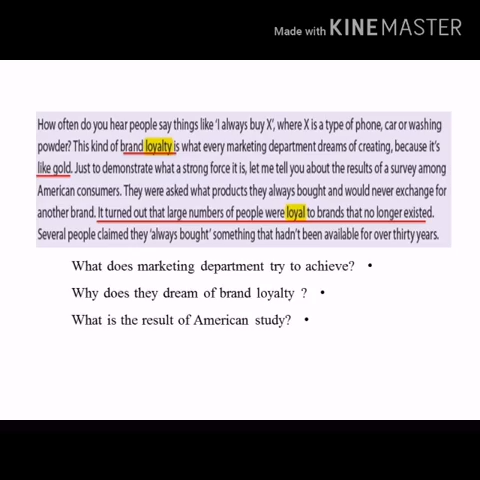 Made with KINEMASTER
How often do you hear people say things like 'I always buy X', where X is a type of phone, car or washing
powder? This kind of brand loyalty is what every marketing department dreams of creating, because it's
like gold. Just to demonstrate what a strong force it is, let me tell you about the results of a survey among
American consumers. They were asked what products they always bought and would never exchange for
another brand. It turned out that large numbers of people were loyal to brands that no longer existed.
Several people claimed they 'always bought' something that hadn't been available for over thirty years.
What does marketing department try to achieve? •
Why does they dream of brand loyalty ? •
What is the result of American study? •